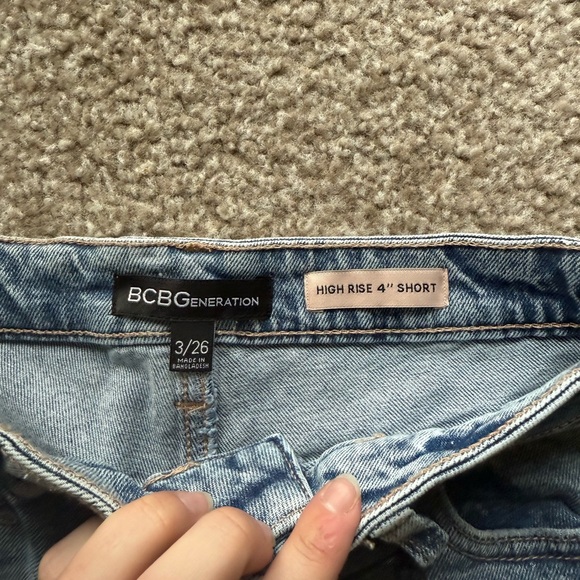 BCBGENERATION
HIGH RISE 4" SHORT
3/26
MADE IN
BANGLADESH